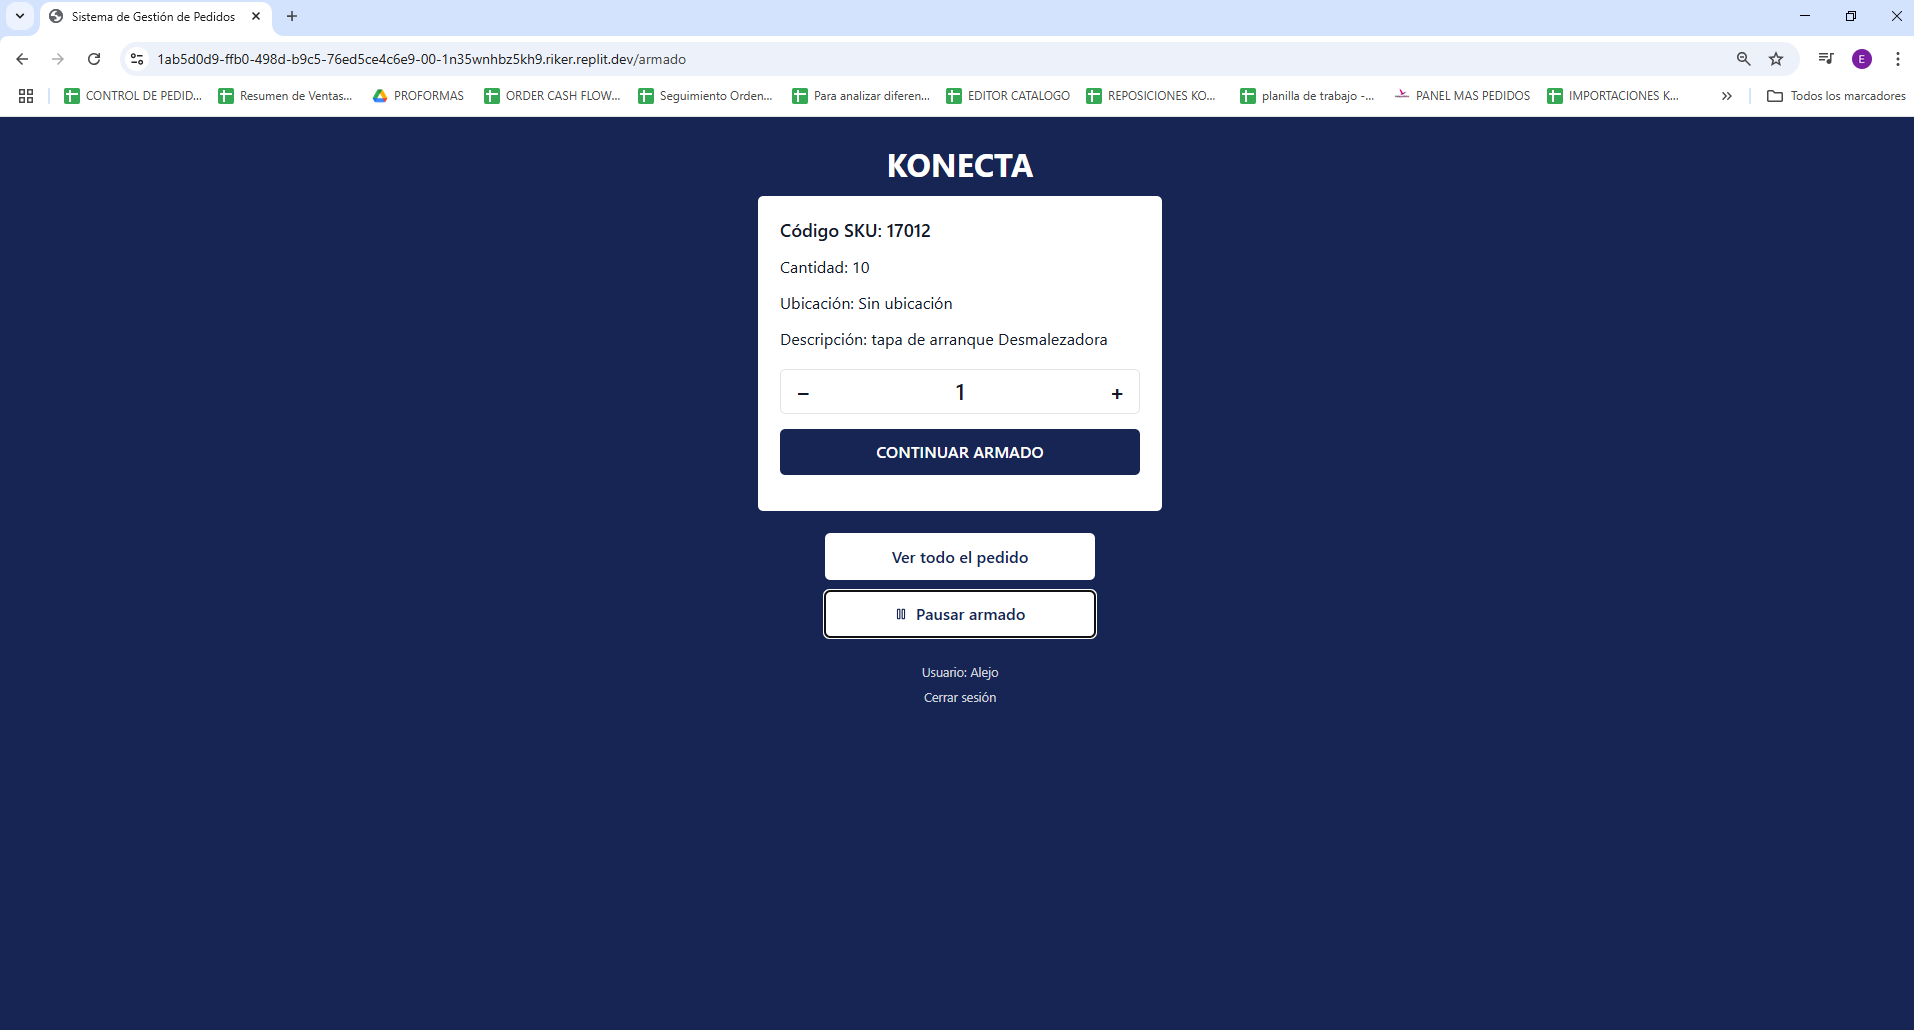 Sistema de Gestión de Pedidos
1ab5d0d9-ffb0-498d-b9c5-76ed5ce4c6e9-00-1n35wnhbz5kh9.riker.replit.dev/armado
E
CONTROL DE PEDID... Resumen de Ventas... PROFORMAS ORDER CASH FLOW... Seguimiento Orden... Para analizar diferen... EDITOR CATALOGO REPOSICIONES KO... planilla de trabajo -... PANEL MAS PEDIDOS IMPORTACIONES K... Todos los marcadores
KONECTA
Código SKU: 17012
Cantidad: 10
Ubicación: Sin ubicación
Descripción: tapa de arranque Desmalezadora
− 1 +
CONTINUAR ARMADO
Ver todo el pedido
Pausar armado
Usuario: Alejo
Cerrar sesión